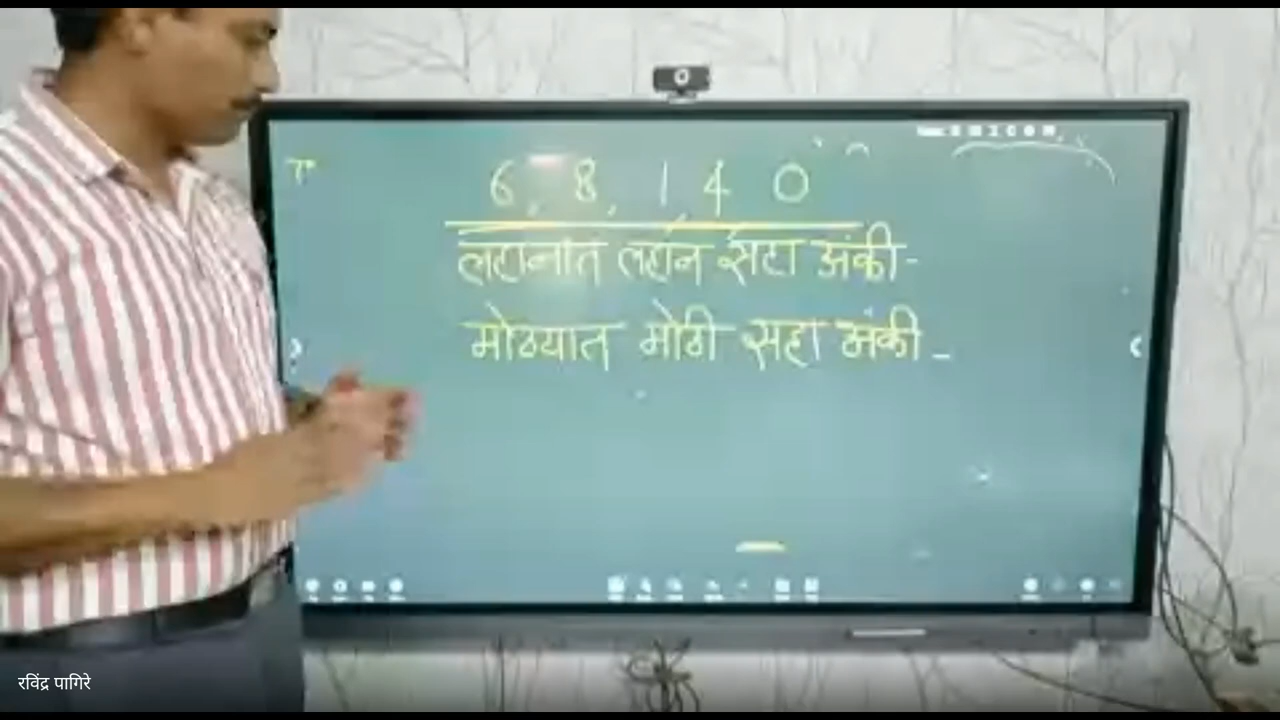 6, 8, 1, 4 0
लहानात लहान सहा अंकी -
मोठ्यात मोठी सहा अंकी -
रविंद्र पागिरे